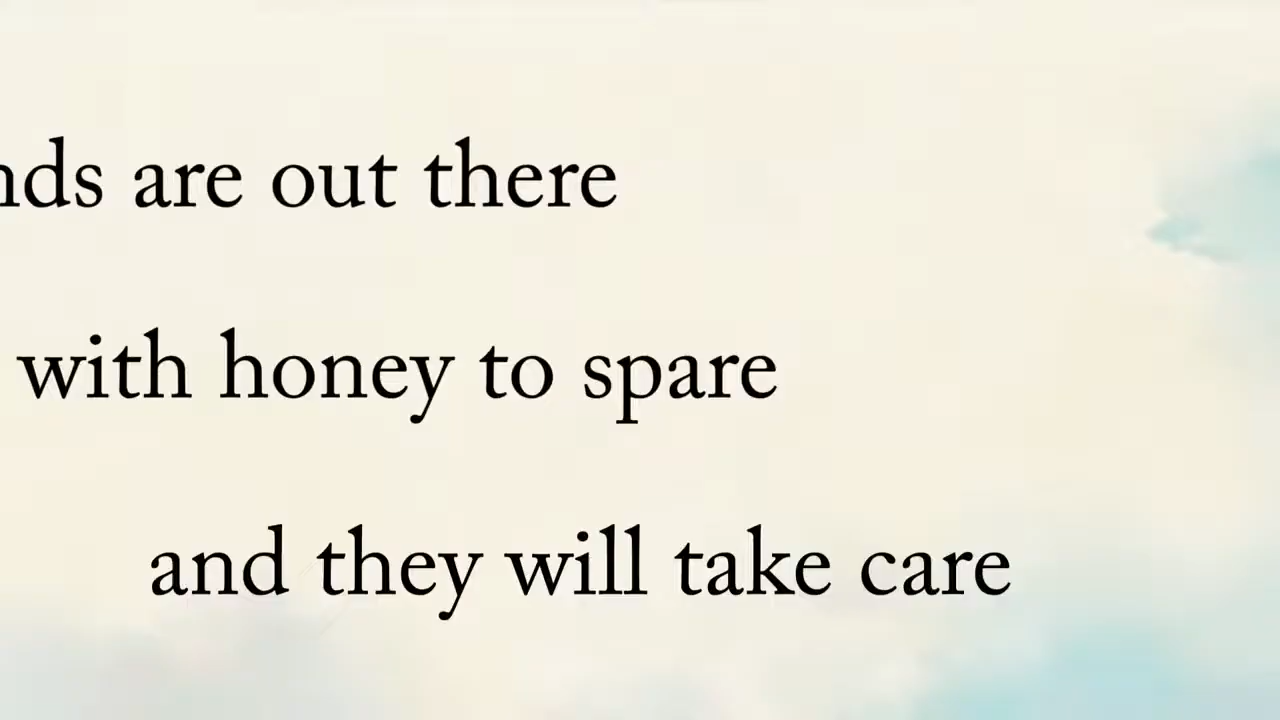 nds are out there
with honey to spare
and they will take care